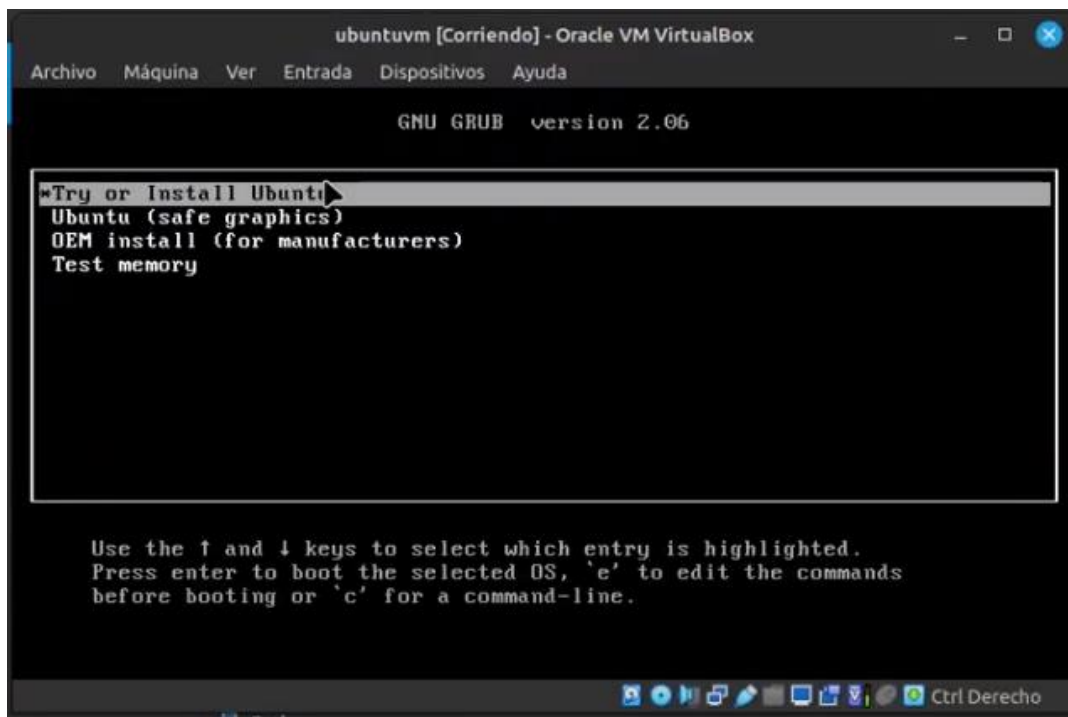 ubuntuvm [Corriendo] - Oracle VM VirtualBox
Archivo Máquina Ver Entrada Dispositivos Ayuda
GNU GRUB version 2.06
*Try or Install Ubuntu
Ubuntu (safe graphics)
OEM install (for manufacturers)
Test memory
Use the ↑ and ↓ keys to select which entry is highlighted.
Press enter to boot the selected OS, `e' to edit the commands
before booting or `c' for a command-line.
Ctrl Derecho